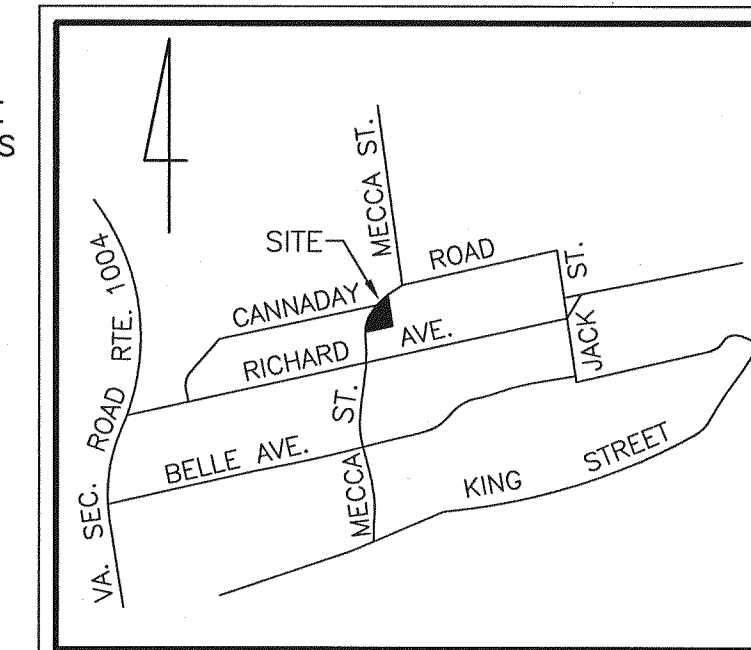 S
MECCA ST.
SITE
ROAD
CANNADAY
ST.
VA. SEC. ROAD RTE. 1004
RICHARD AVE.
JACK
MECCA ST.
BELLE AVE.
KING STREET